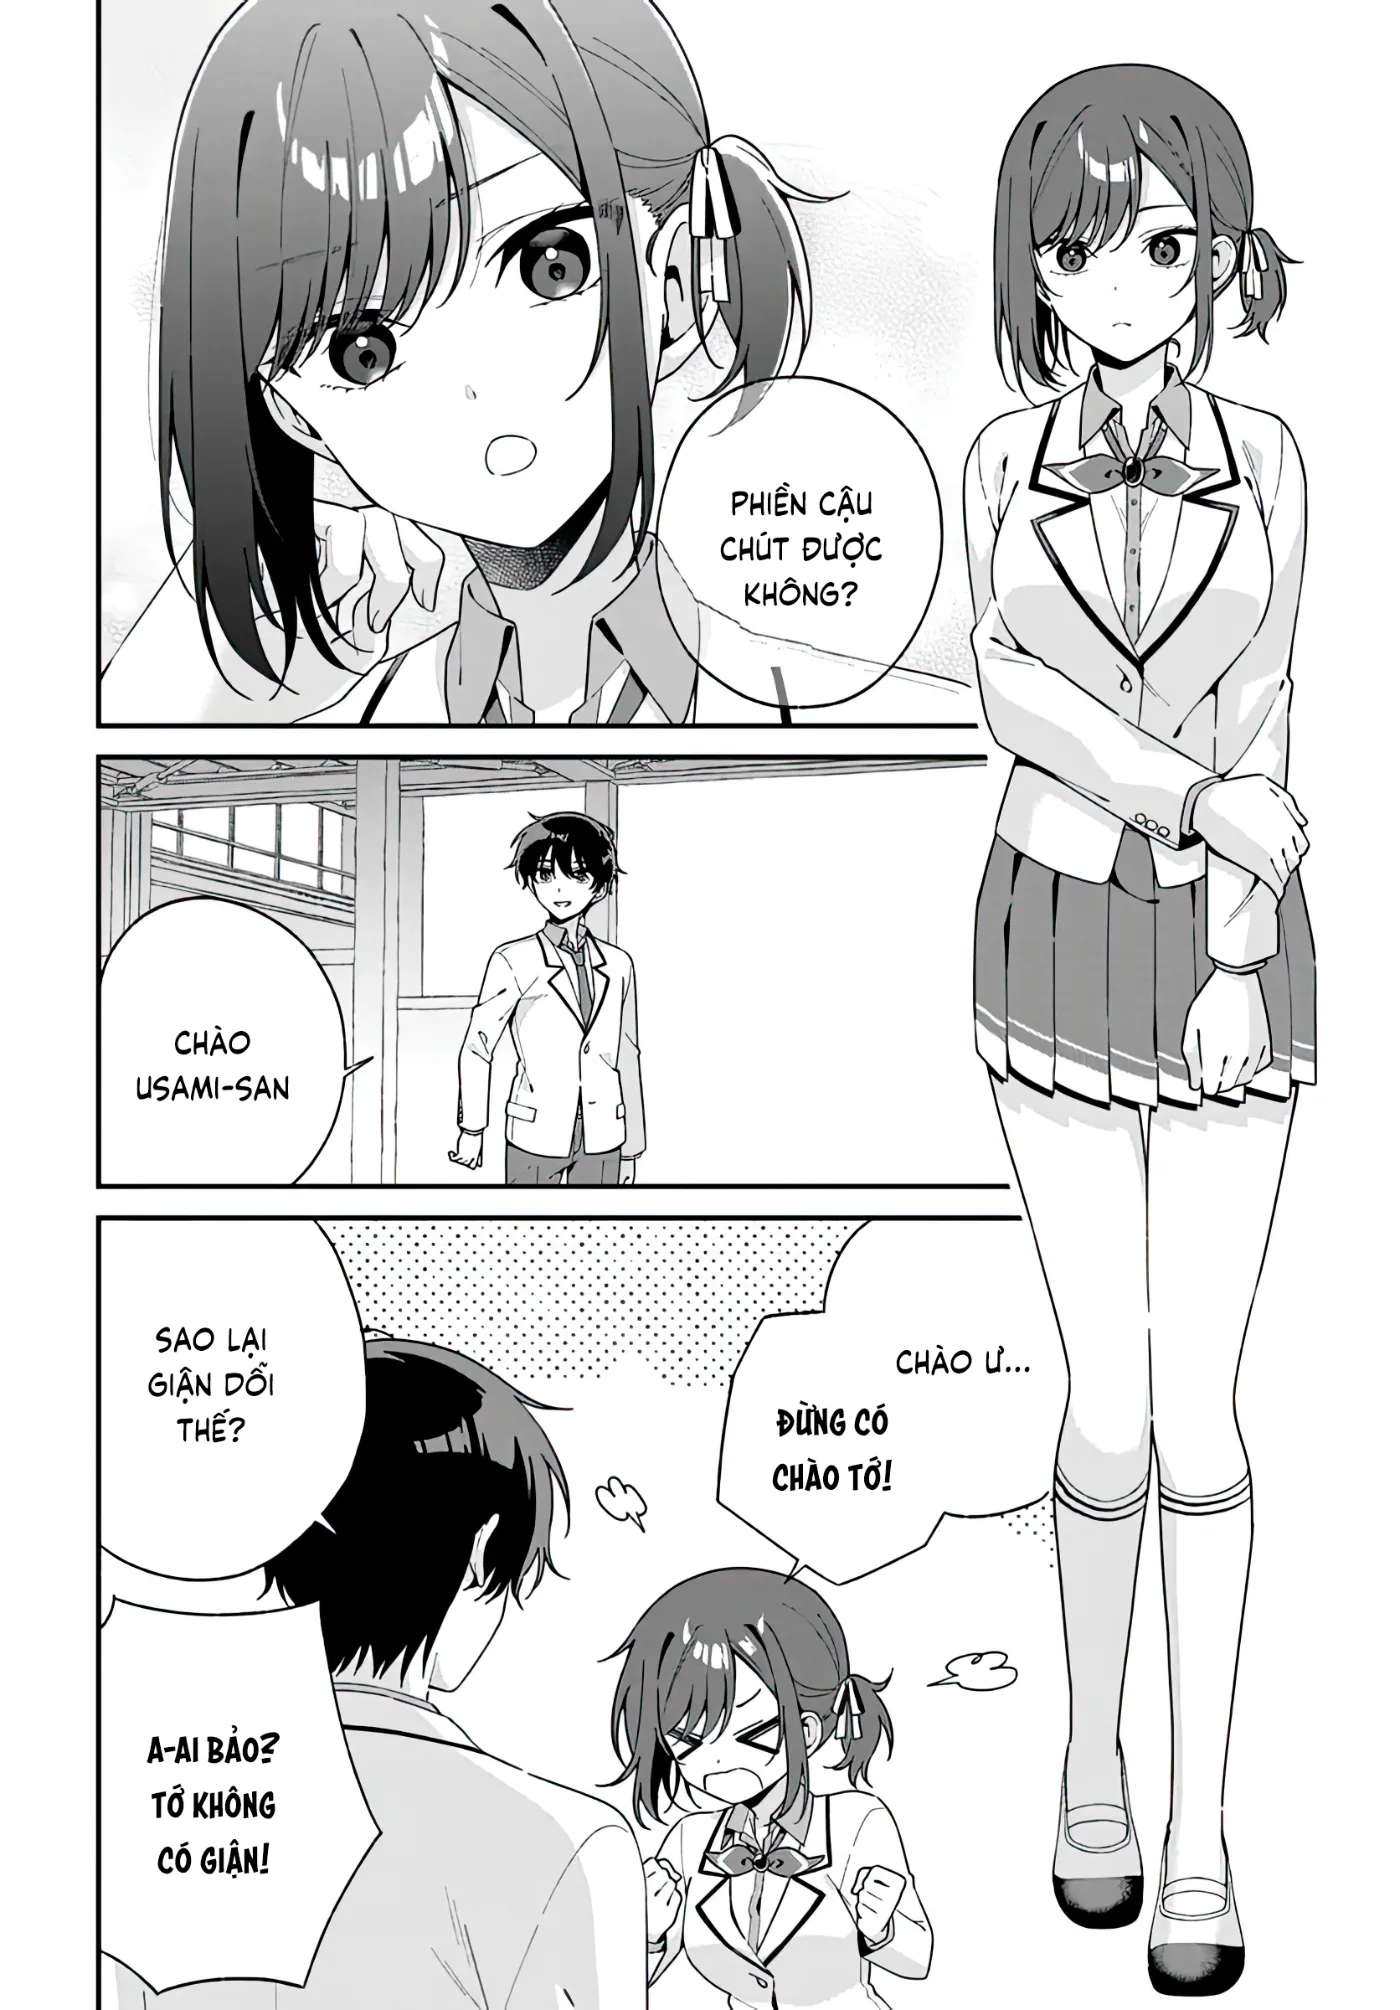 PHIỀN CẬU
CHÚT ĐƯỢC
KHÔNG?
CHÀO
USAMI-SAN
CHÀO Ư...
ĐỪNG CÓ
CHÀO TỚ!
SAO LẠI
GIẬN DỖI
THẾ?
A-AI BẢO?
TỚ KHÔNG
CÓ GIẬN!